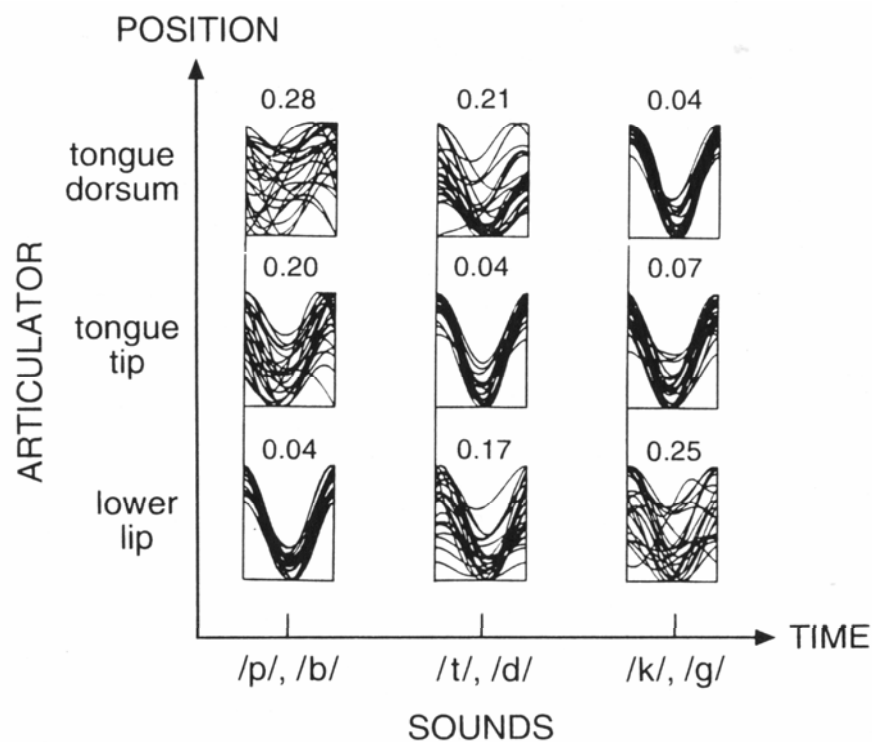 POSITION
0.28 0.21 0.04
tongue
dorsum
0.20 0.04 0.07
tongue
tip
ARTICULATOR
0.04 0.17 0.25
lower
lip
TIME
/p/, /b/ /t/, /d/ /k/, /g/
SOUNDS